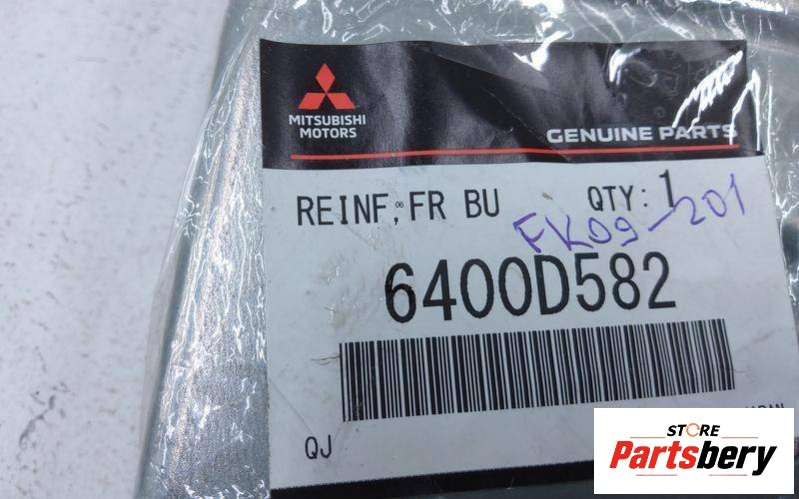 MITSUBISHI
MOTORS
GENUINE PARTS
REINF,FR BU QTY:1
FK09-201
6400D582
QJ
STORE
Partsbery